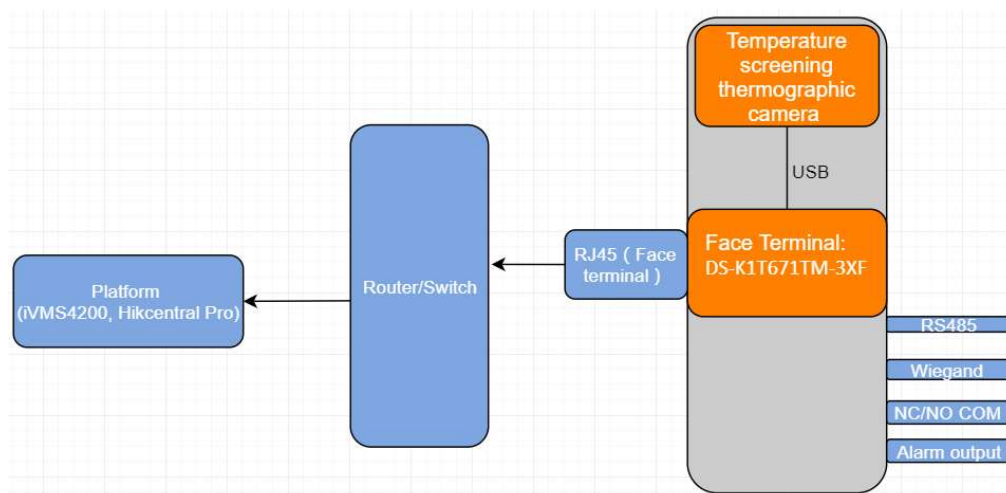 Temperature
screening
thermographic
camera
USB
Face Terminal:
DS-K1T671TM-3XF
RJ45 ( Face
terminal )
Router/Switch
Platform
(iVMS4200, Hikcentral Pro)
RS485
Wiegand
NC/NO COM
Alarm output